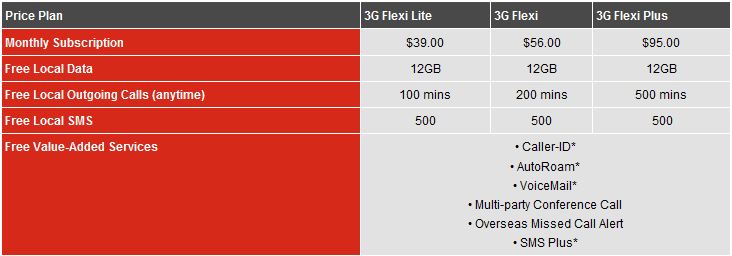 Price Plan 3G Flexi Lite 3G Flexi 3G Flexi Plus
Monthly Subscription $39.00 $56.00 $95.00
Free Local Data 12GB 12GB 12GB
Free Local Outgoing Calls (anytime) 100 mins 200 mins 500 mins
Free Local SMS 500 500 500
Free Value-Added Services • Caller-ID*
• AutoRoam*
• VoiceMail*
• Multi-party Conference Call
• Overseas Missed Call Alert
• SMS Plus*